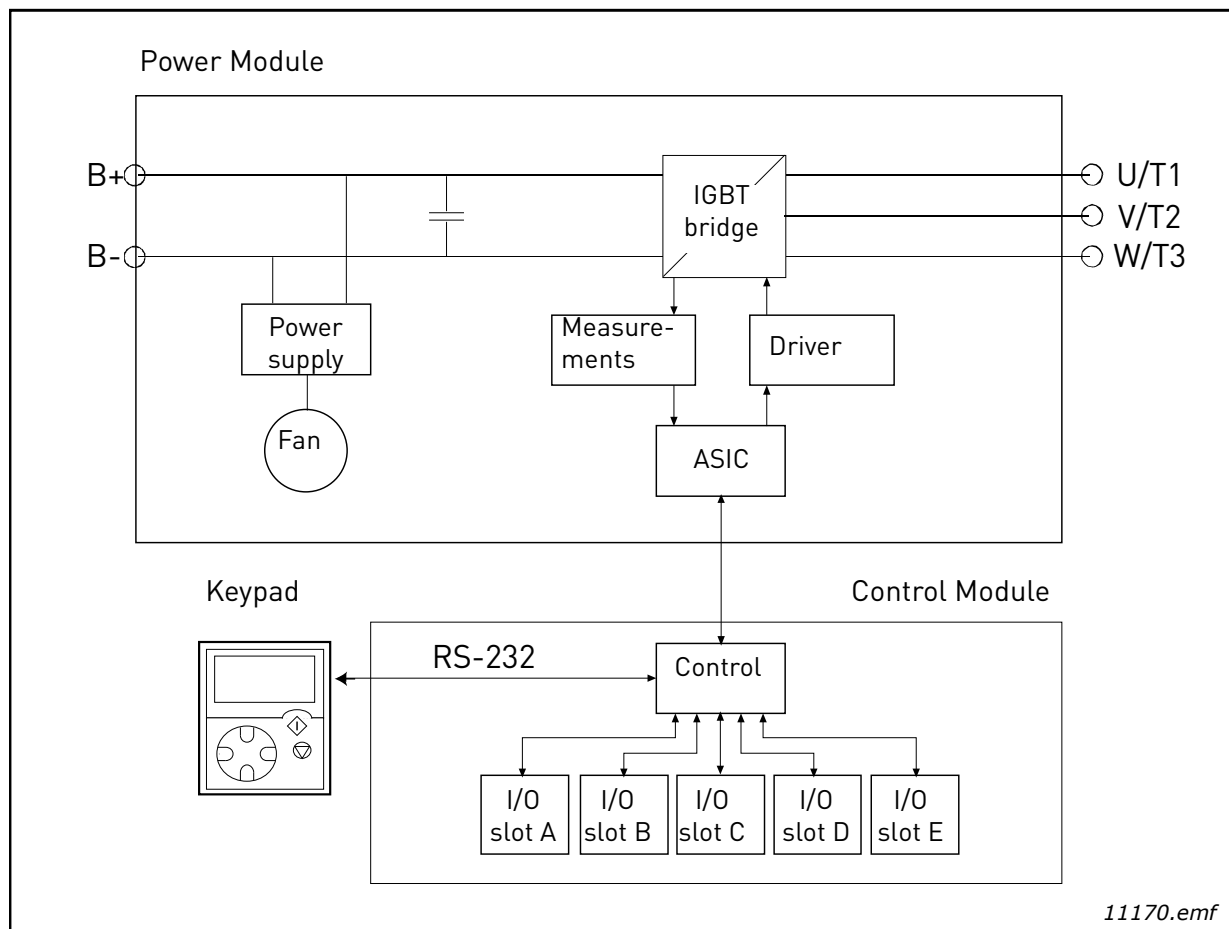 Power Module
B+
B-
IGBT
bridge
U/T1
V/T2
W/T3
Power
supply
Measure-
ments
Driver
Fan
ASIC
Keypad
Control Module
RS-232
Control
I/O
slot A
I/O
slot B
I/O
slot C
I/O
slot D
I/O
slot E
11170.emf